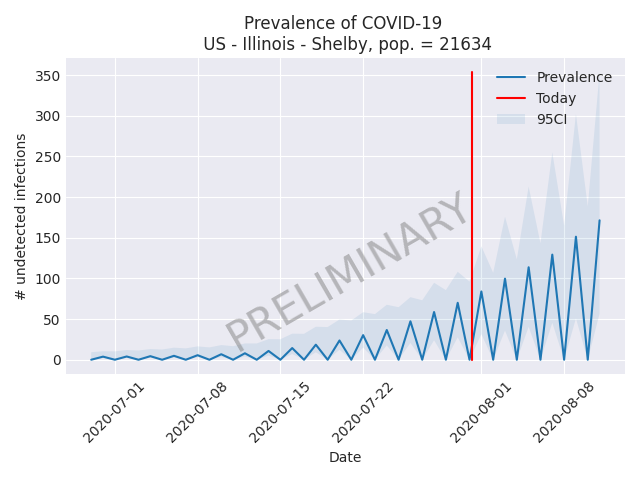 Prevalence of COVID-19
US - Illinois - Shelby, pop. = 21634
350
300
250
200
150
100
50
0
# undetected infections
Prevalence
Today
95CI
PRELIMINARY
2020-07-01
2020-07-08
2020-07-15
2020-07-22
2020-08-01
2020-08-08
Date